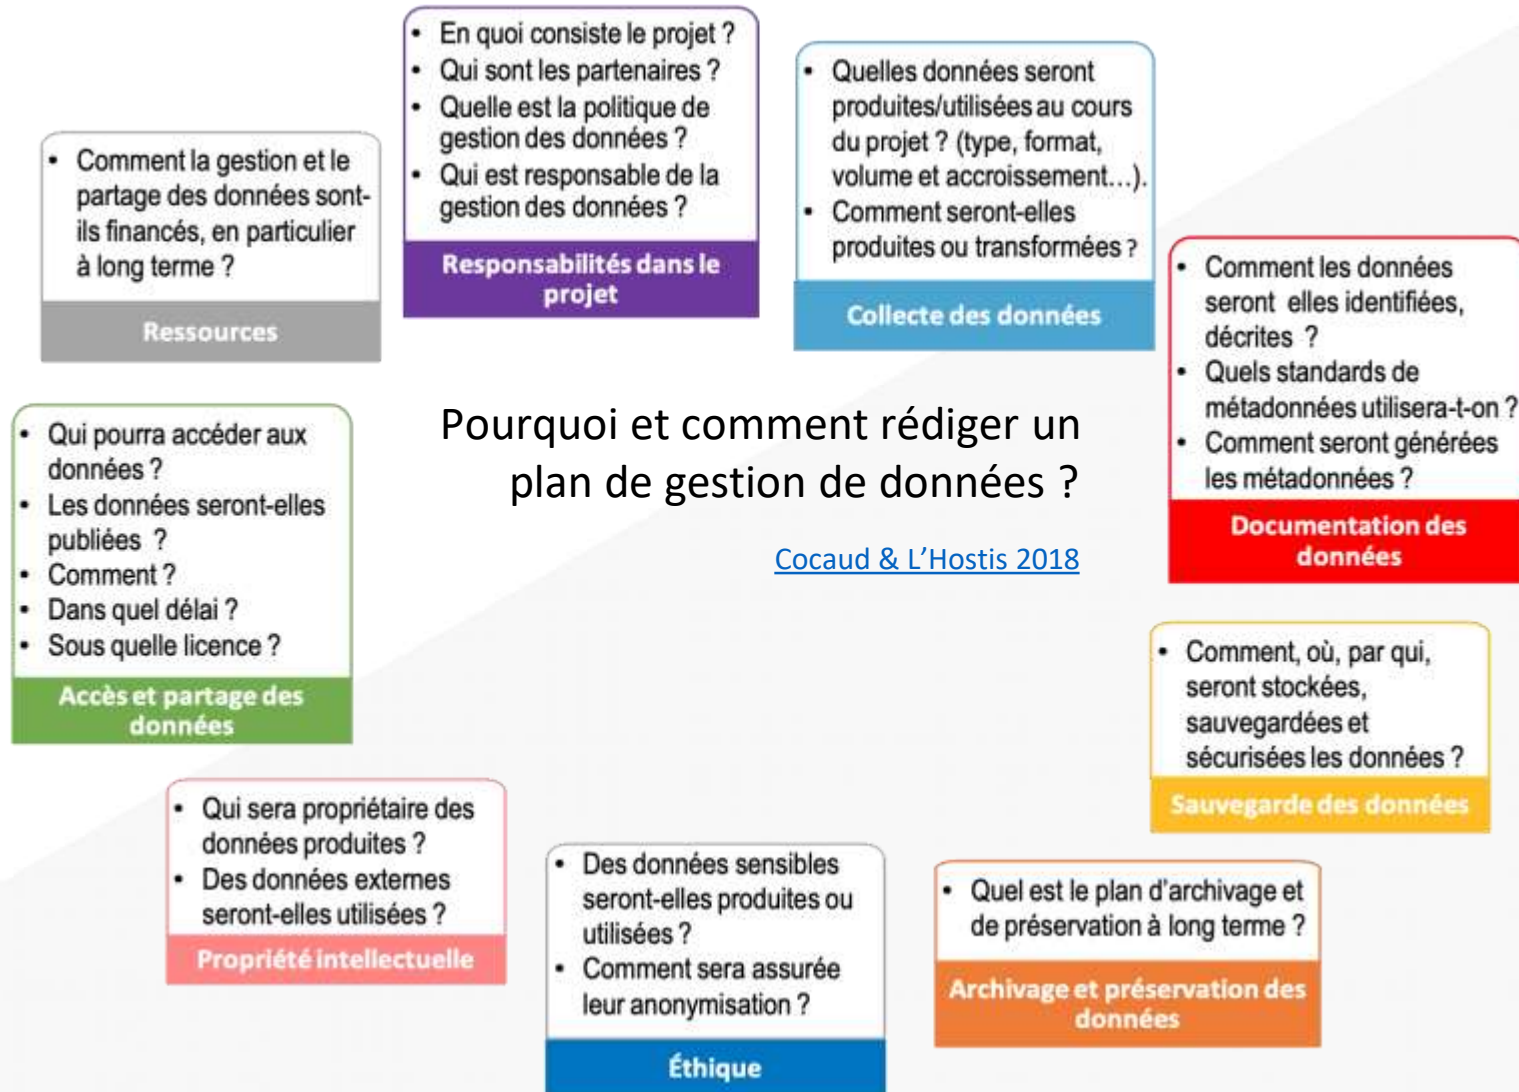 • En quoi consiste le projet ?
• Qui sont les partenaires ?
• Quelle est la politique de
gestion des données ?
• Qui est responsable de la
gestion des données ?
Responsabilités dans le
projet
• Quelles données seront
produites/utilisées au cours
du projet ? (type, format,
volume et accroissement…).
• Comment seront-elles
produites ou transformées ?
Collecte des données
• Comment la gestion et le
partage des données sont-
ils financés, en particulier
à long terme ?
Ressources
• Comment les données
seront elles identifiées,
décrites ?
• Quels standards de
métadonnées utilisera-t-on ?
• Comment seront générées
les métadonnées ?
Documentation des
données
Pourquoi et comment rédiger un
plan de gestion de données ?
Cocaud & L’Hostis 2018
• Qui pourra accéder aux
données ?
• Les données seront-elles
publiées ?
• Comment ?
• Dans quel délai ?
• Sous quelle licence ?
Accès et partage des
données
• Comment, où, par qui,
seront stockées,
sauvegardées et
sécurisées les données ?
Sauvegarde des données
• Qui sera propriétaire des
données produites ?
• Des données externes
seront-elles utilisées ?
Propriété intellectuelle
• Des données sensibles
seront-elles produites ou
utilisées ?
• Comment sera assurée
leur anonymisation ?
Éthique
• Quel est le plan d’archivage et
de préservation à long terme ?
Archivage et préservation des
données